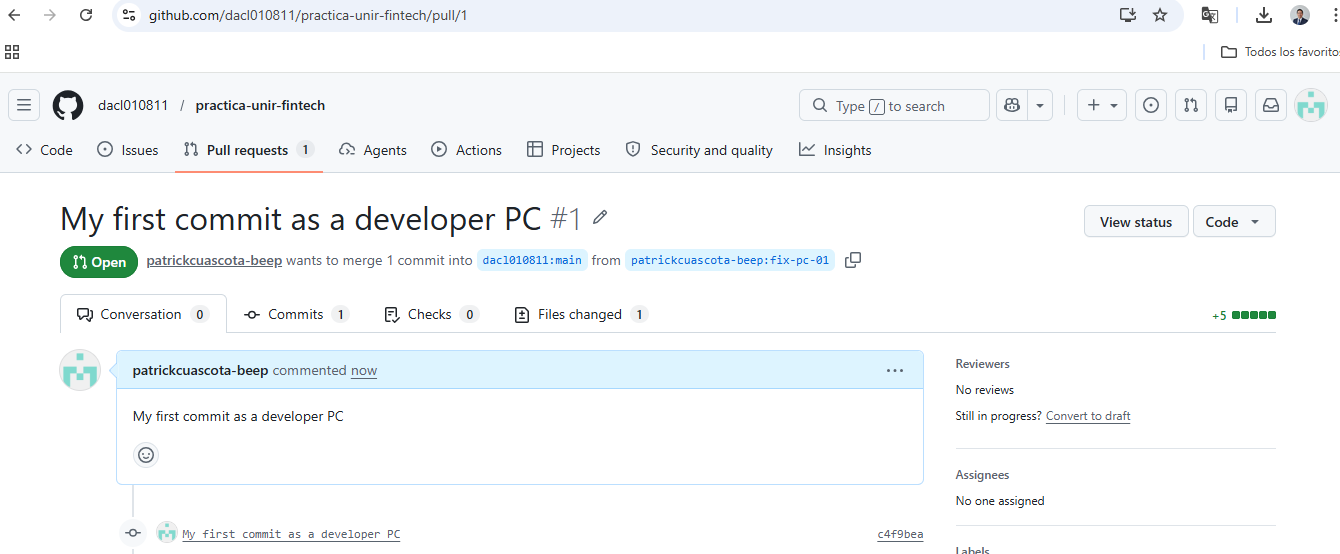 github.com/dacl010811/practica-unir-fintech/pull/1
Todos los favorito
dacl010811 / practica-unir-fintech
Type / to search
Code
Issues
Pull requests 1
Agents
Actions
Projects
Security and quality
Insights
My first commit as a developer PC #1
View status
Code
Open
patrickcuascota-beep wants to merge 1 commit into dacl010811:main from patrickcuascota-beep:fix-pc-01
Conversation 0
Commits 1
Checks 0
Files changed 1
+5
patrickcuascota-beep commented now
My first commit as a developer PC
Reviewers
No reviews
Still in progress? Convert to draft
Assignees
No one assigned
My first commit as a developer PC
c4f9bea
Labels